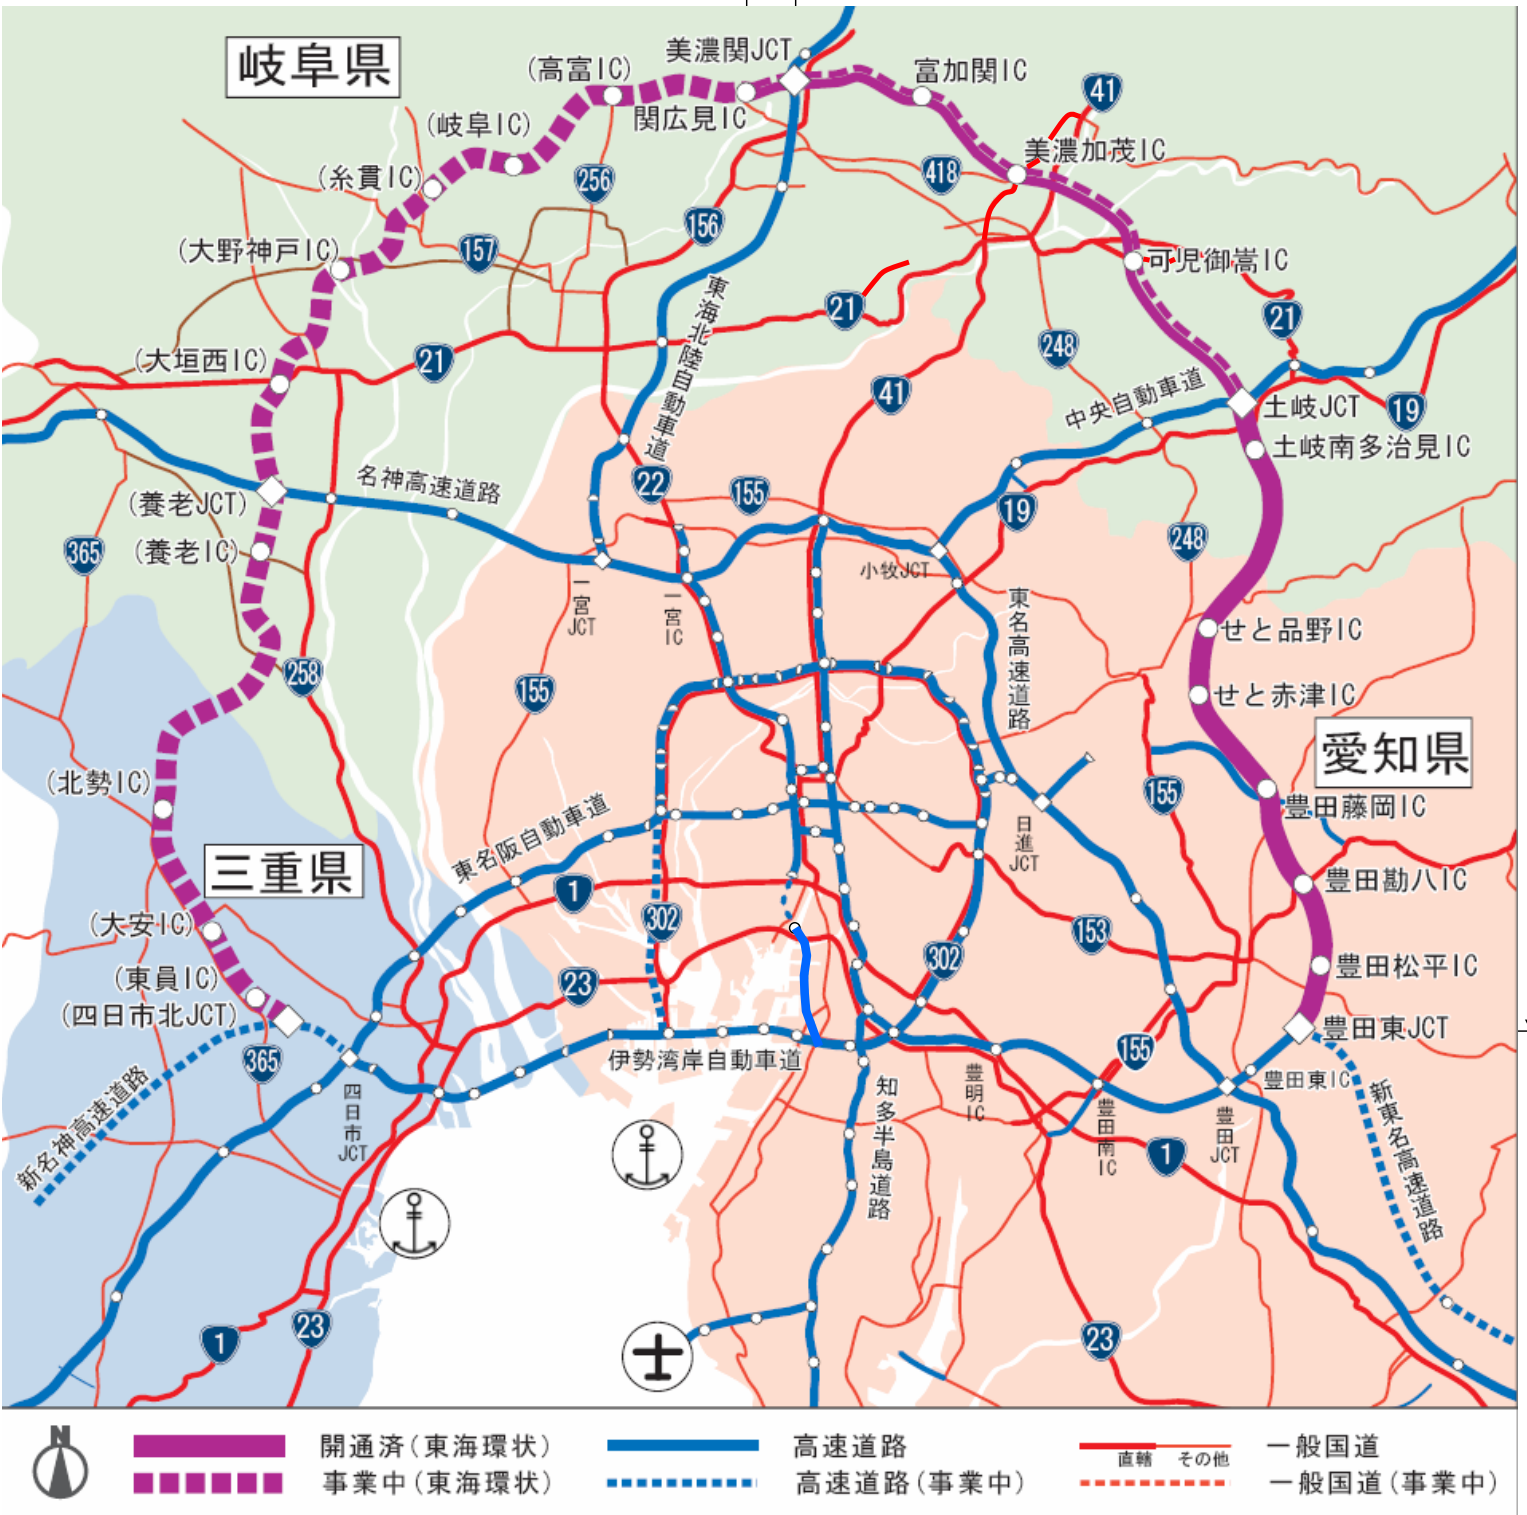 岐阜県
(高富IC)
美濃関JCT
関広見IC
富加関IC
41
(岐阜IC)
美濃加茂IC
(糸貫IC)
256
418
156
(大野神戸IC)
157
可児御嵩IC
東海北陸自動車道
21
21
248
(大垣西IC)
21
41
中央自動車道
土岐JCT
19
土岐南多治見IC
名神高速道路
22
155
(養老JCT)
19
365
(養老IC)
248
小牧JCT
一宮JCT
一宮IC
東名高速道路
せと品野IC
258
155
せと赤津IC
愛知県
(北勢IC)
155
豊田藤岡IC
東名阪自動車道
日進JCT
三重県
1
豊田勘八IC
(大安IC)
302
153
302
豊田松平IC
(東員IC)
23
(四日市北JCT)
豊田東JCT
365
伊勢湾岸自動車道
155
新名神高速道路
四日市JCT
知多半島道路
豊明IC
豊田南IC
豊田JCT
豊田東IC
新東名高速道路
1
1
23
23
N
開通済(東海環状)
高速道路
直轄 その他
一般国道
事業中(東海環状)
高速道路(事業中)
一般国道(事業中)